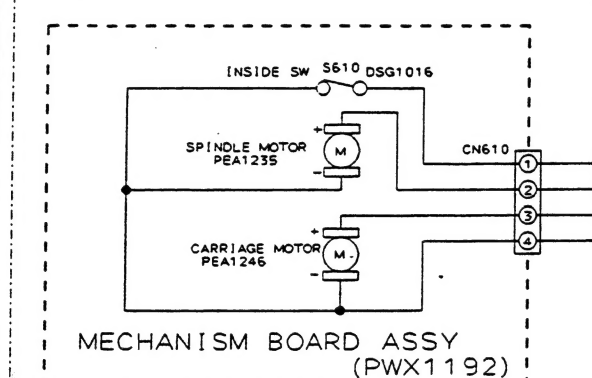 INSIDE SW S610 DSG1016
+
SPINDLE MOTOR
PEA1235
M
-
CN610
1
2
3
4
+
CARRIAGE MOTOR
PEA1246
M
-
MECHANISM BOARD ASSY
(PWX1192)